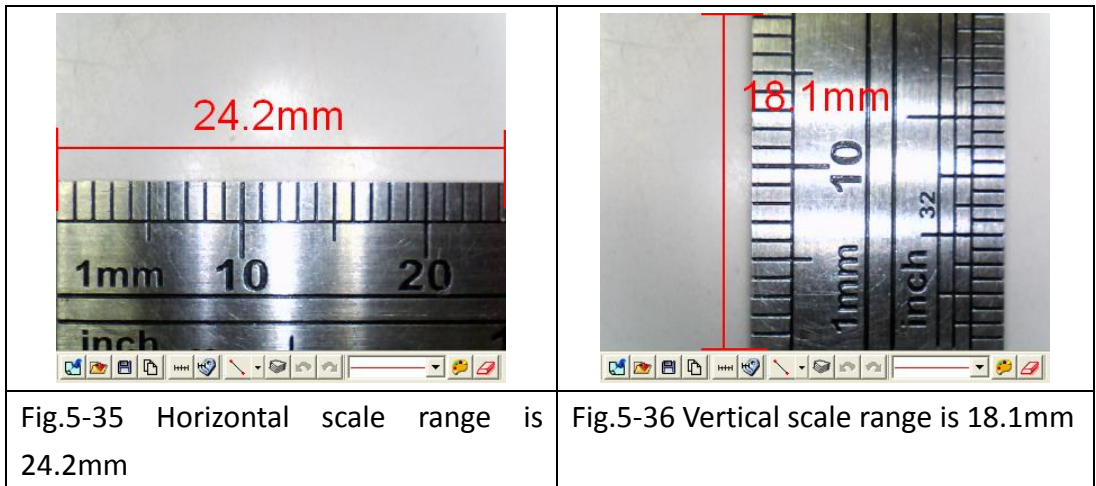 24.2mm
1mm 10 20
inch
18.1mm
10
32
1mm
inch
Fig.5-35 Horizontal scale range is
24.2mm
Fig.5-36 Vertical scale range is 18.1mm